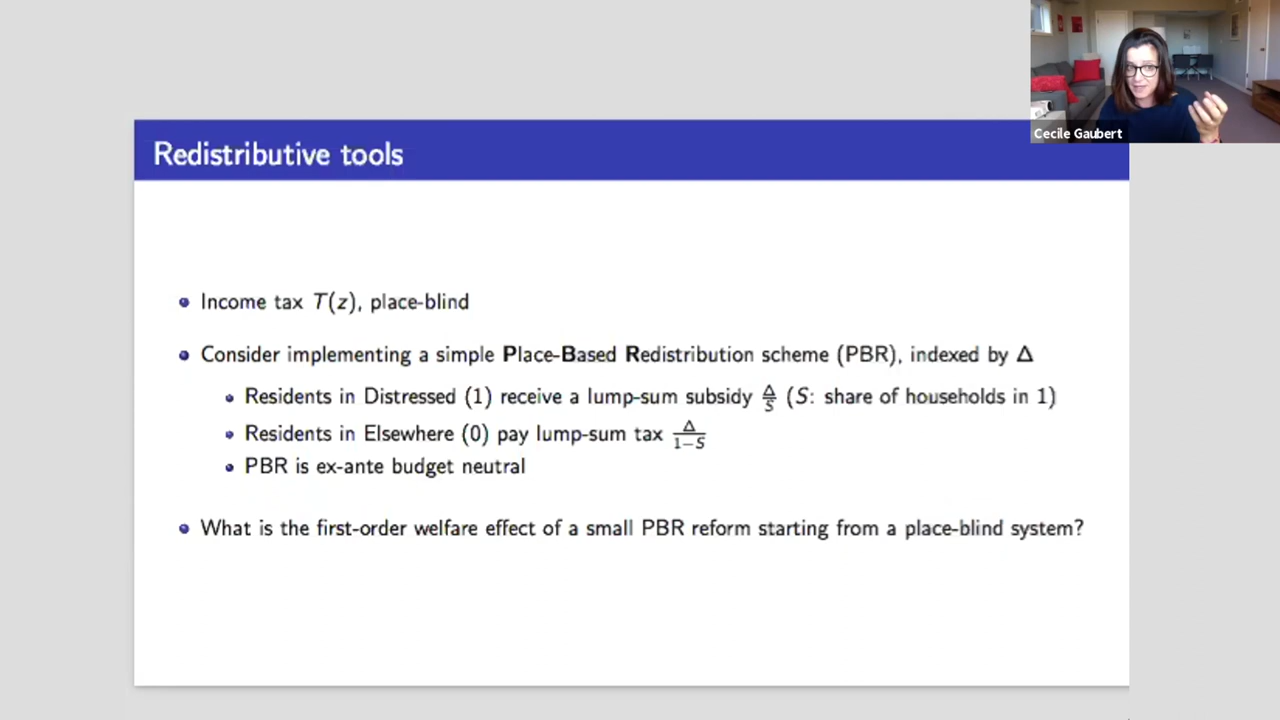 Cecile Gaubert
Redistributive tools
Income tax T(z), place-blind
Consider implementing a simple Place-Based Redistribution scheme (PBR), indexed by Δ
Residents in Distressed (1) receive a lump-sum subsidy Δ/S (S: share of households in 1)
Residents in Elsewhere (0) pay lump-sum tax Δ/1−S
PBR is ex-ante budget neutral
What is the first-order welfare effect of a small PBR reform starting from a place-blind system?